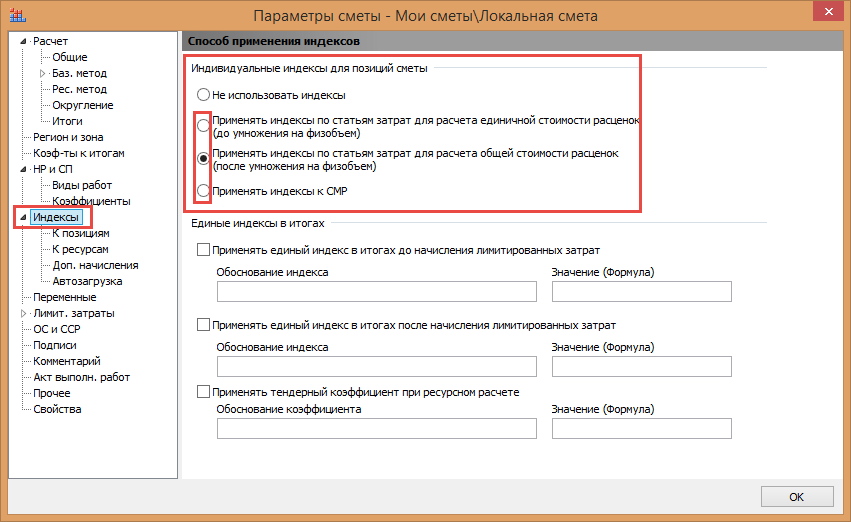 Параметры сметы - Мои сметы\Локальная смета
Расчет
Общие
Баз. метод
Рес. метод
Округление
Итоги
Регион и зона
Коэф-ты к итогам
НР и СП
Виды работ
Коэффициенты
Индексы
К позициям
К ресурсам
Доп. начисления
Автозагрузка
Переменные
Лимит. затраты
ОС и ССР
Подписи
Комментарий
Акт выполн. работ
Прочее
Свойства
Способ применения индексов
Индивидуальные индексы для позиций сметы
Не использовать индексы
Применять индексы по статьям затрат для расчета единичной стоимости расценок
(до умножения на физобъем)
Применять индексы по статьям затрат для расчета общей стоимости расценок
(после умножения на физобъем)
Применять индексы к СМР
Единые индексы в итогах
Применять единый индекс в итогах до начисления лимитированных затрат
Обоснование индекса Значение (Формула)
Применять единый индекс в итогах после начисления лимитированных затрат
Обоснование индекса Значение (Формула)
Применять тендерный коэффициент при ресурсном расчете
Обоснование коэффициента Значение (Формула)
OK